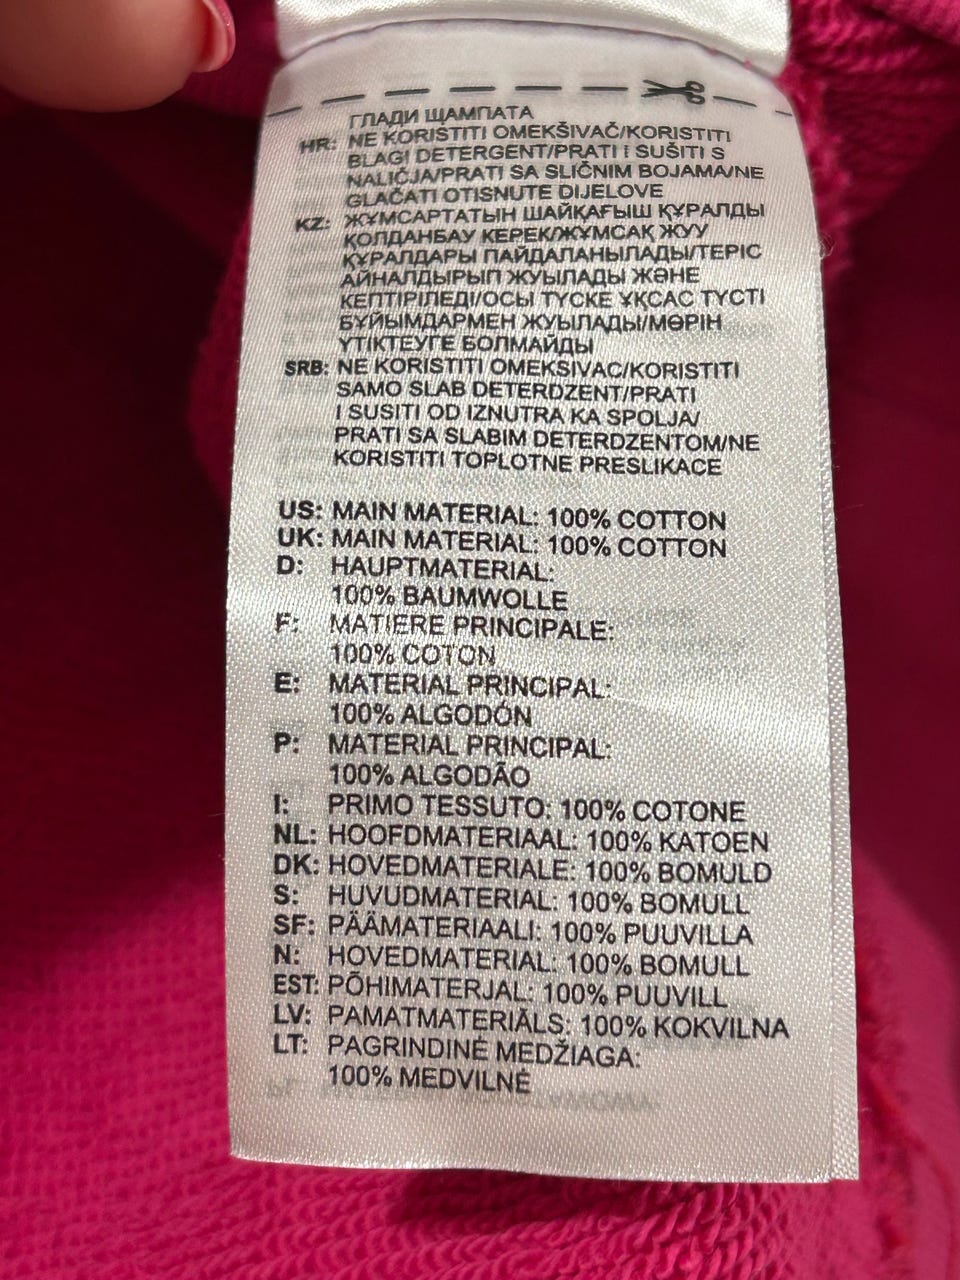 ГЛАДИ ЩАМПАТА
HR: NE KORISTITI OMEKŠIVAČ/KORISTITI
BLAGI DETERGENT/PRATI I SUŠITI S
NALIČJA/PRATI SA SLIČNIM BOJAMA/NE
GLAČATI OTISNUTE DIJELOVE
KZ: ЖҰМСАРТАТЫН ШАЙҚАҒЫШ ҚҰРАЛДЫ
ҚОЛДАНБАУ КЕРЕК/ЖҰМСАҚ ЖУУ
ҚҰРАЛДАРЫ ПАЙДАЛАНЫЛАДЫ/ТЕРІС
АЙНАЛДЫРЫП ЖУЫЛАДЫ ЖӘНЕ
КЕПТІРІЛЕДІ/ОСЫ ТҮСКЕ ҰҚСАС ТҮСТІ
БҰЙЫМДАРМЕН ЖУЫЛАДЫ/МӨРІН
ҮТІКТЕУГЕ БОЛМАЙДЫ
SRB: NE KORISTITI OMEKSIVAC/KORISTITI
SAMO SLAB DETERDZENT/PRATI
I SUSITI OD IZNUTRA KA SPOLJA/
PRATI SA SLABIM DETERDZENTOM/NE
KORISTITI TOPLOTNE PRESLIKACE
US: MAIN MATERIAL: 100% COTTON
UK: MAIN MATERIAL: 100% COTTON
D: HAUPTMATERIAL:
100% BAUMWOLLE
F: MATIERE PRINCIPALE:
100% COTON
E: MATERIAL PRINCIPAL:
100% ALGODÓN
P: MATERIAL PRINCIPAL:
100% ALGODÃO
I: PRIMO TESSUTO: 100% COTONE
NL: HOOFDMATERIAAL: 100% KATOEN
DK: HOVEDMATERIALE: 100% BOMULD
S: HUVUDMATERIAL: 100% BOMULL
SF: PÄÄMATERIAALI: 100% PUUVILLA
N: HOVEDMATERIAL: 100% BOMULL
EST: PÕHIMATERJAL: 100% PUUVILL
LV: PAMATMATERIĀLS: 100% KOKVILNA
LT: PAGRINDINĖ MEDŽIAGA:
100% MEDVILNĖ